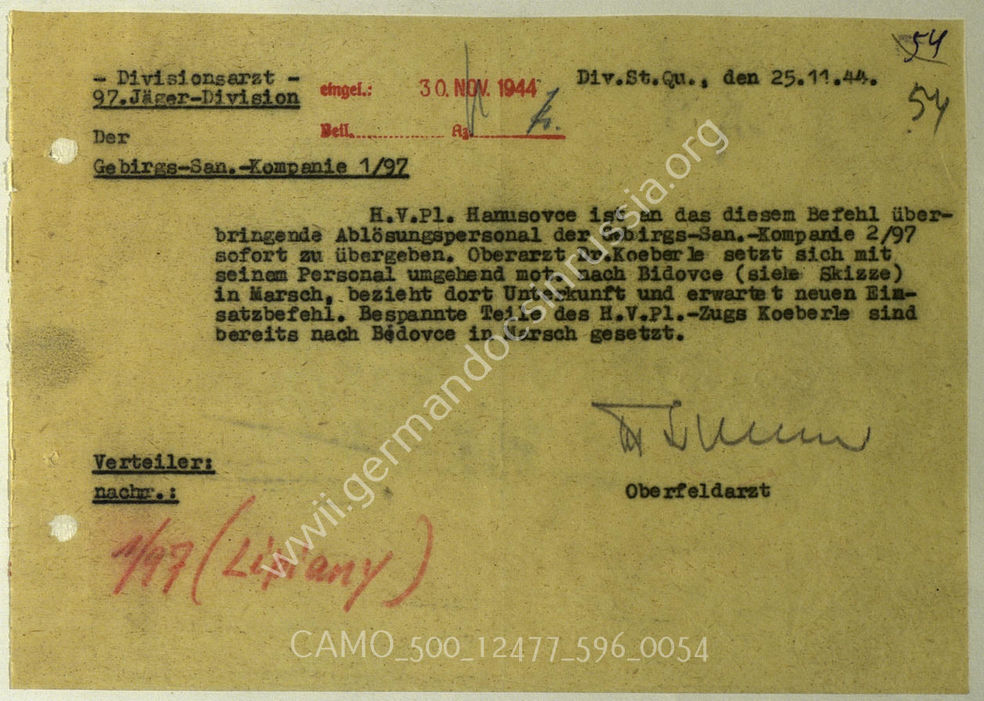 54
- Divisionsarzt -
97.Jäger-Division
eingel.: 30. NOV. 1944
Div.St.Qu., den 25.11.44.
54
Beil. Az.
Der
Gebirgs-San.-Kompanie 1/97
H.V.Pl. Hanusovce ist an das diesem Befehl über-
bringende Ablösungspersonal der Gebirgs-San.-Kompanie 2/97
sofort zu übergeben. Oberarzt Dr.Koeberle setzt sich mit
seinem Personal umgehend mot. nach Bidovce (siehe Skizze)
in Marsch, bezieht dort Unterkunft und erwartet neuen Ein-
satzbefehl. Bespannte Teile des H.V.Pl.-Zugs Koeberle sind
bereits nach Bidovce in Marsch gesetzt.
Verteiler:
nachr.:
Oberfeldarzt
1/97 (Lipiany)
www.germandocsinrussia.org
CAMO_500_12477_596_0054